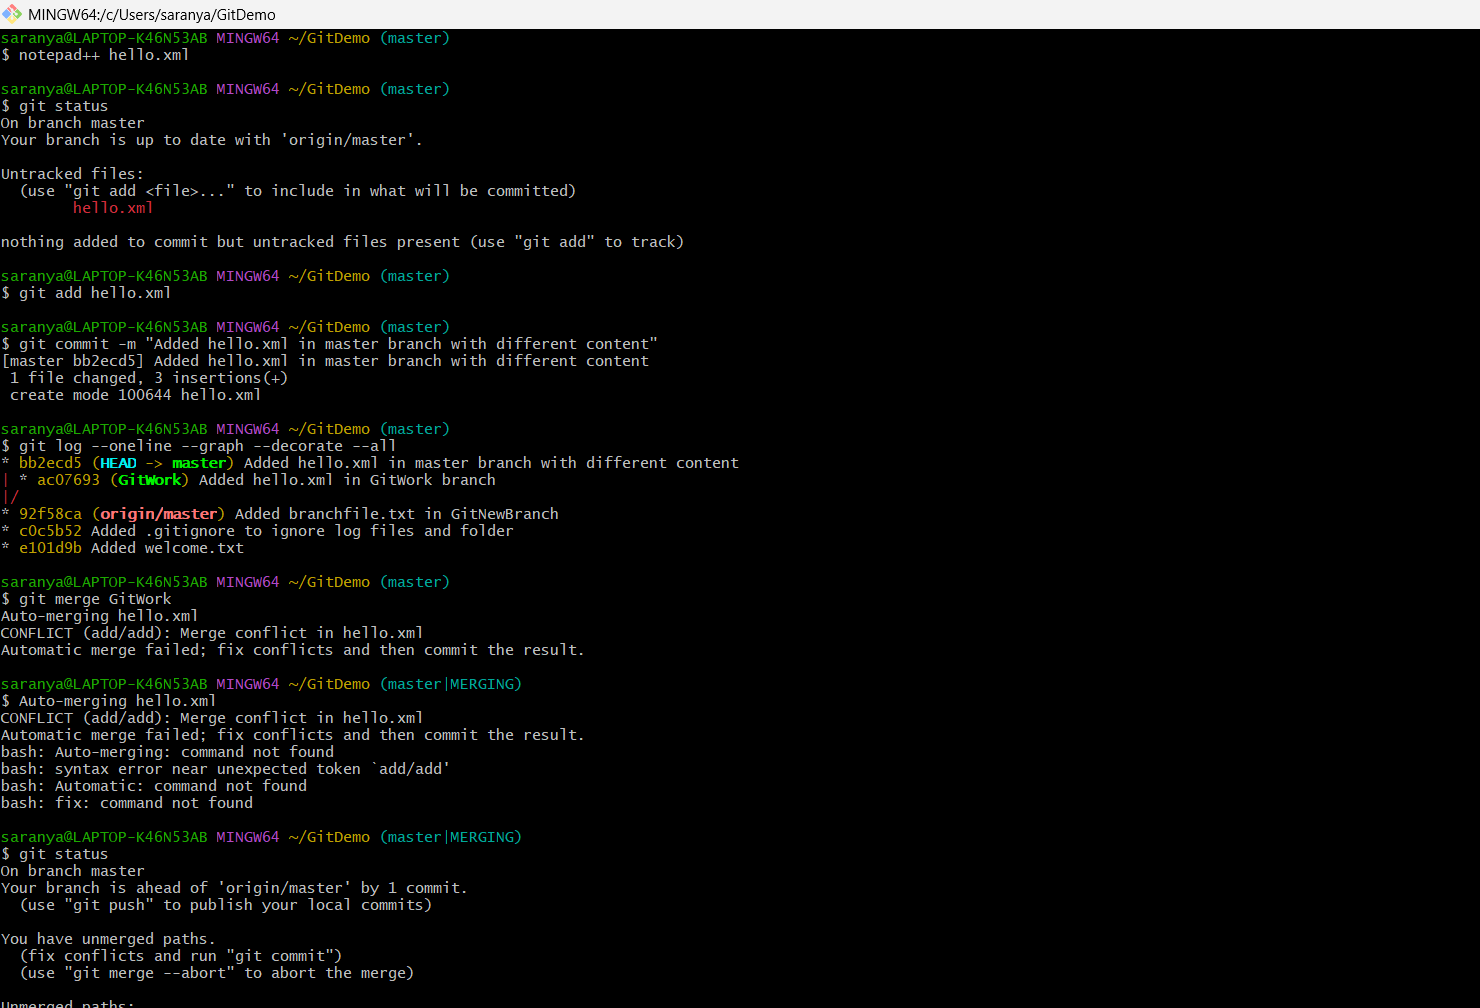 MINGW64:/c/Users/saranya/GitDemo
saranya@LAPTOP-K46N53AB MINGW64 ~/GitDemo (master)
$ notepad++ hello.xml
saranya@LAPTOP-K46N53AB MINGW64 ~/GitDemo (master)
$ git status
On branch master
Your branch is up to date with 'origin/master'.
Untracked files:
  (use "git add <file>..." to include in what will be committed)
        hello.xml
nothing added to commit but untracked files present (use "git add" to track)
saranya@LAPTOP-K46N53AB MINGW64 ~/GitDemo (master)
$ git add hello.xml
saranya@LAPTOP-K46N53AB MINGW64 ~/GitDemo (master)
$ git commit -m "Added hello.xml in master branch with different content"
[master bb2ecd5] Added hello.xml in master branch with different content
 1 file changed, 3 insertions(+)
 create mode 100644 hello.xml
saranya@LAPTOP-K46N53AB MINGW64 ~/GitDemo (master)
$ git log --oneline --graph --decorate --all
* bb2ecd5 (HEAD -> master) Added hello.xml in master branch with different content
| * ac07693 (GitWork) Added hello.xml in GitWork branch
|/
* 92f58ca (origin/master) Added branchfile.txt in GitNewBranch
* c0c5b52 Added .gitignore to ignore log files and folder
* e101d9b Added welcome.txt
saranya@LAPTOP-K46N53AB MINGW64 ~/GitDemo (master)
$ git merge GitWork
Auto-merging hello.xml
CONFLICT (add/add): Merge conflict in hello.xml
Automatic merge failed; fix conflicts and then commit the result.
saranya@LAPTOP-K46N53AB MINGW64 ~/GitDemo (master|MERGING)
$ Auto-merging hello.xml
CONFLICT (add/add): Merge conflict in hello.xml
Automatic merge failed; fix conflicts and then commit the result.
bash: Auto-merging: command not found
bash: syntax error near unexpected token `add/add'
bash: Automatic: command not found
bash: fix: command not found
saranya@LAPTOP-K46N53AB MINGW64 ~/GitDemo (master|MERGING)
$ git status
On branch master
Your branch is ahead of 'origin/master' by 1 commit.
  (use "git push" to publish your local commits)
You have unmerged paths.
  (fix conflicts and run "git commit")
  (use "git merge --abort" to abort the merge)
Unmerged paths: